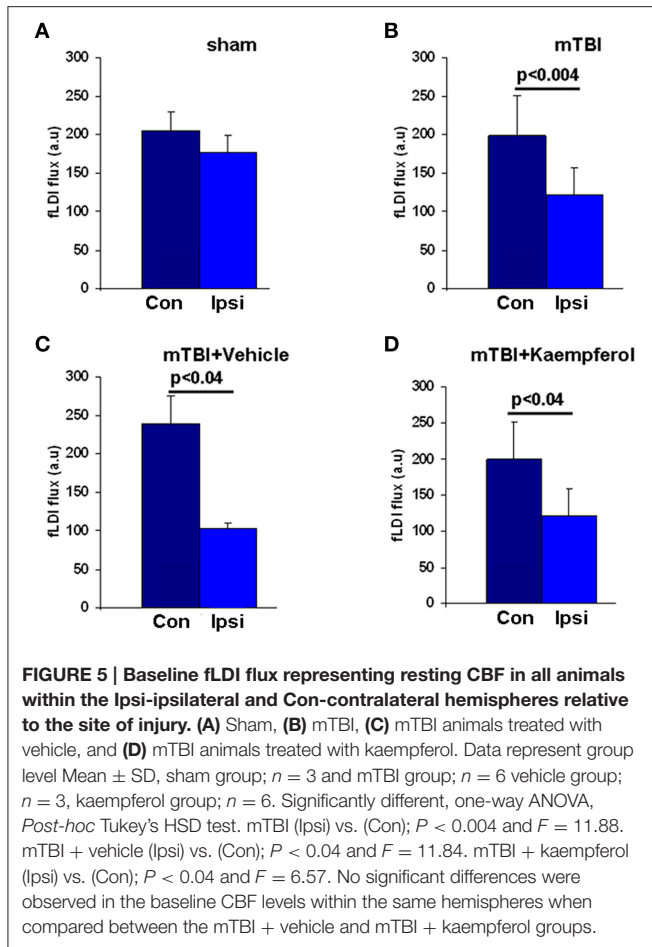 A
sham
300
250
200
150
100
50
0
fLDI flux (a.u)
Con Ipsi
B
mTBI
p<0.004
300
250
200
150
100
50
0
fLDI flux (a.u)
Con Ipsi
C
mTBI+Vehicle
p<0.04
300
250
200
150
100
50
0
fLDI flux (a.u)
Con Ipsi
D
mTBI+Kaempferol
p<0.04
300
250
200
150
100
50
0
fLDI flux (a.u)
Con Ipsi
FIGURE 5 | Baseline fLDI flux representing resting CBF in all animals
within the Ipsi-ipsilateral and Con-contralateral hemispheres relative
to the site of injury. (A) Sham, (B) mTBI, (C) mTBI animals treated with
vehicle, and (D) mTBI animals treated with kaempferol. Data represent group
level Mean ± SD, sham group; n = 3 and mTBI group; n = 6 vehicle group;
n = 3, kaempferol group; n = 6. Significantly different, one-way ANOVA,
Post-hoc Tukey's HSD test. mTBI (Ipsi) vs. (Con); P < 0.004 and F = 11.88.
mTBI + vehicle (Ipsi) vs. (Con); P < 0.04 and F = 11.84. mTBI + kaempferol
(Ipsi) vs. (Con); P < 0.04 and F = 6.57. No significant differences were
observed in the baseline CBF levels within the same hemispheres when
compared between the mTBI + vehicle and mTBI + kaempferol groups.